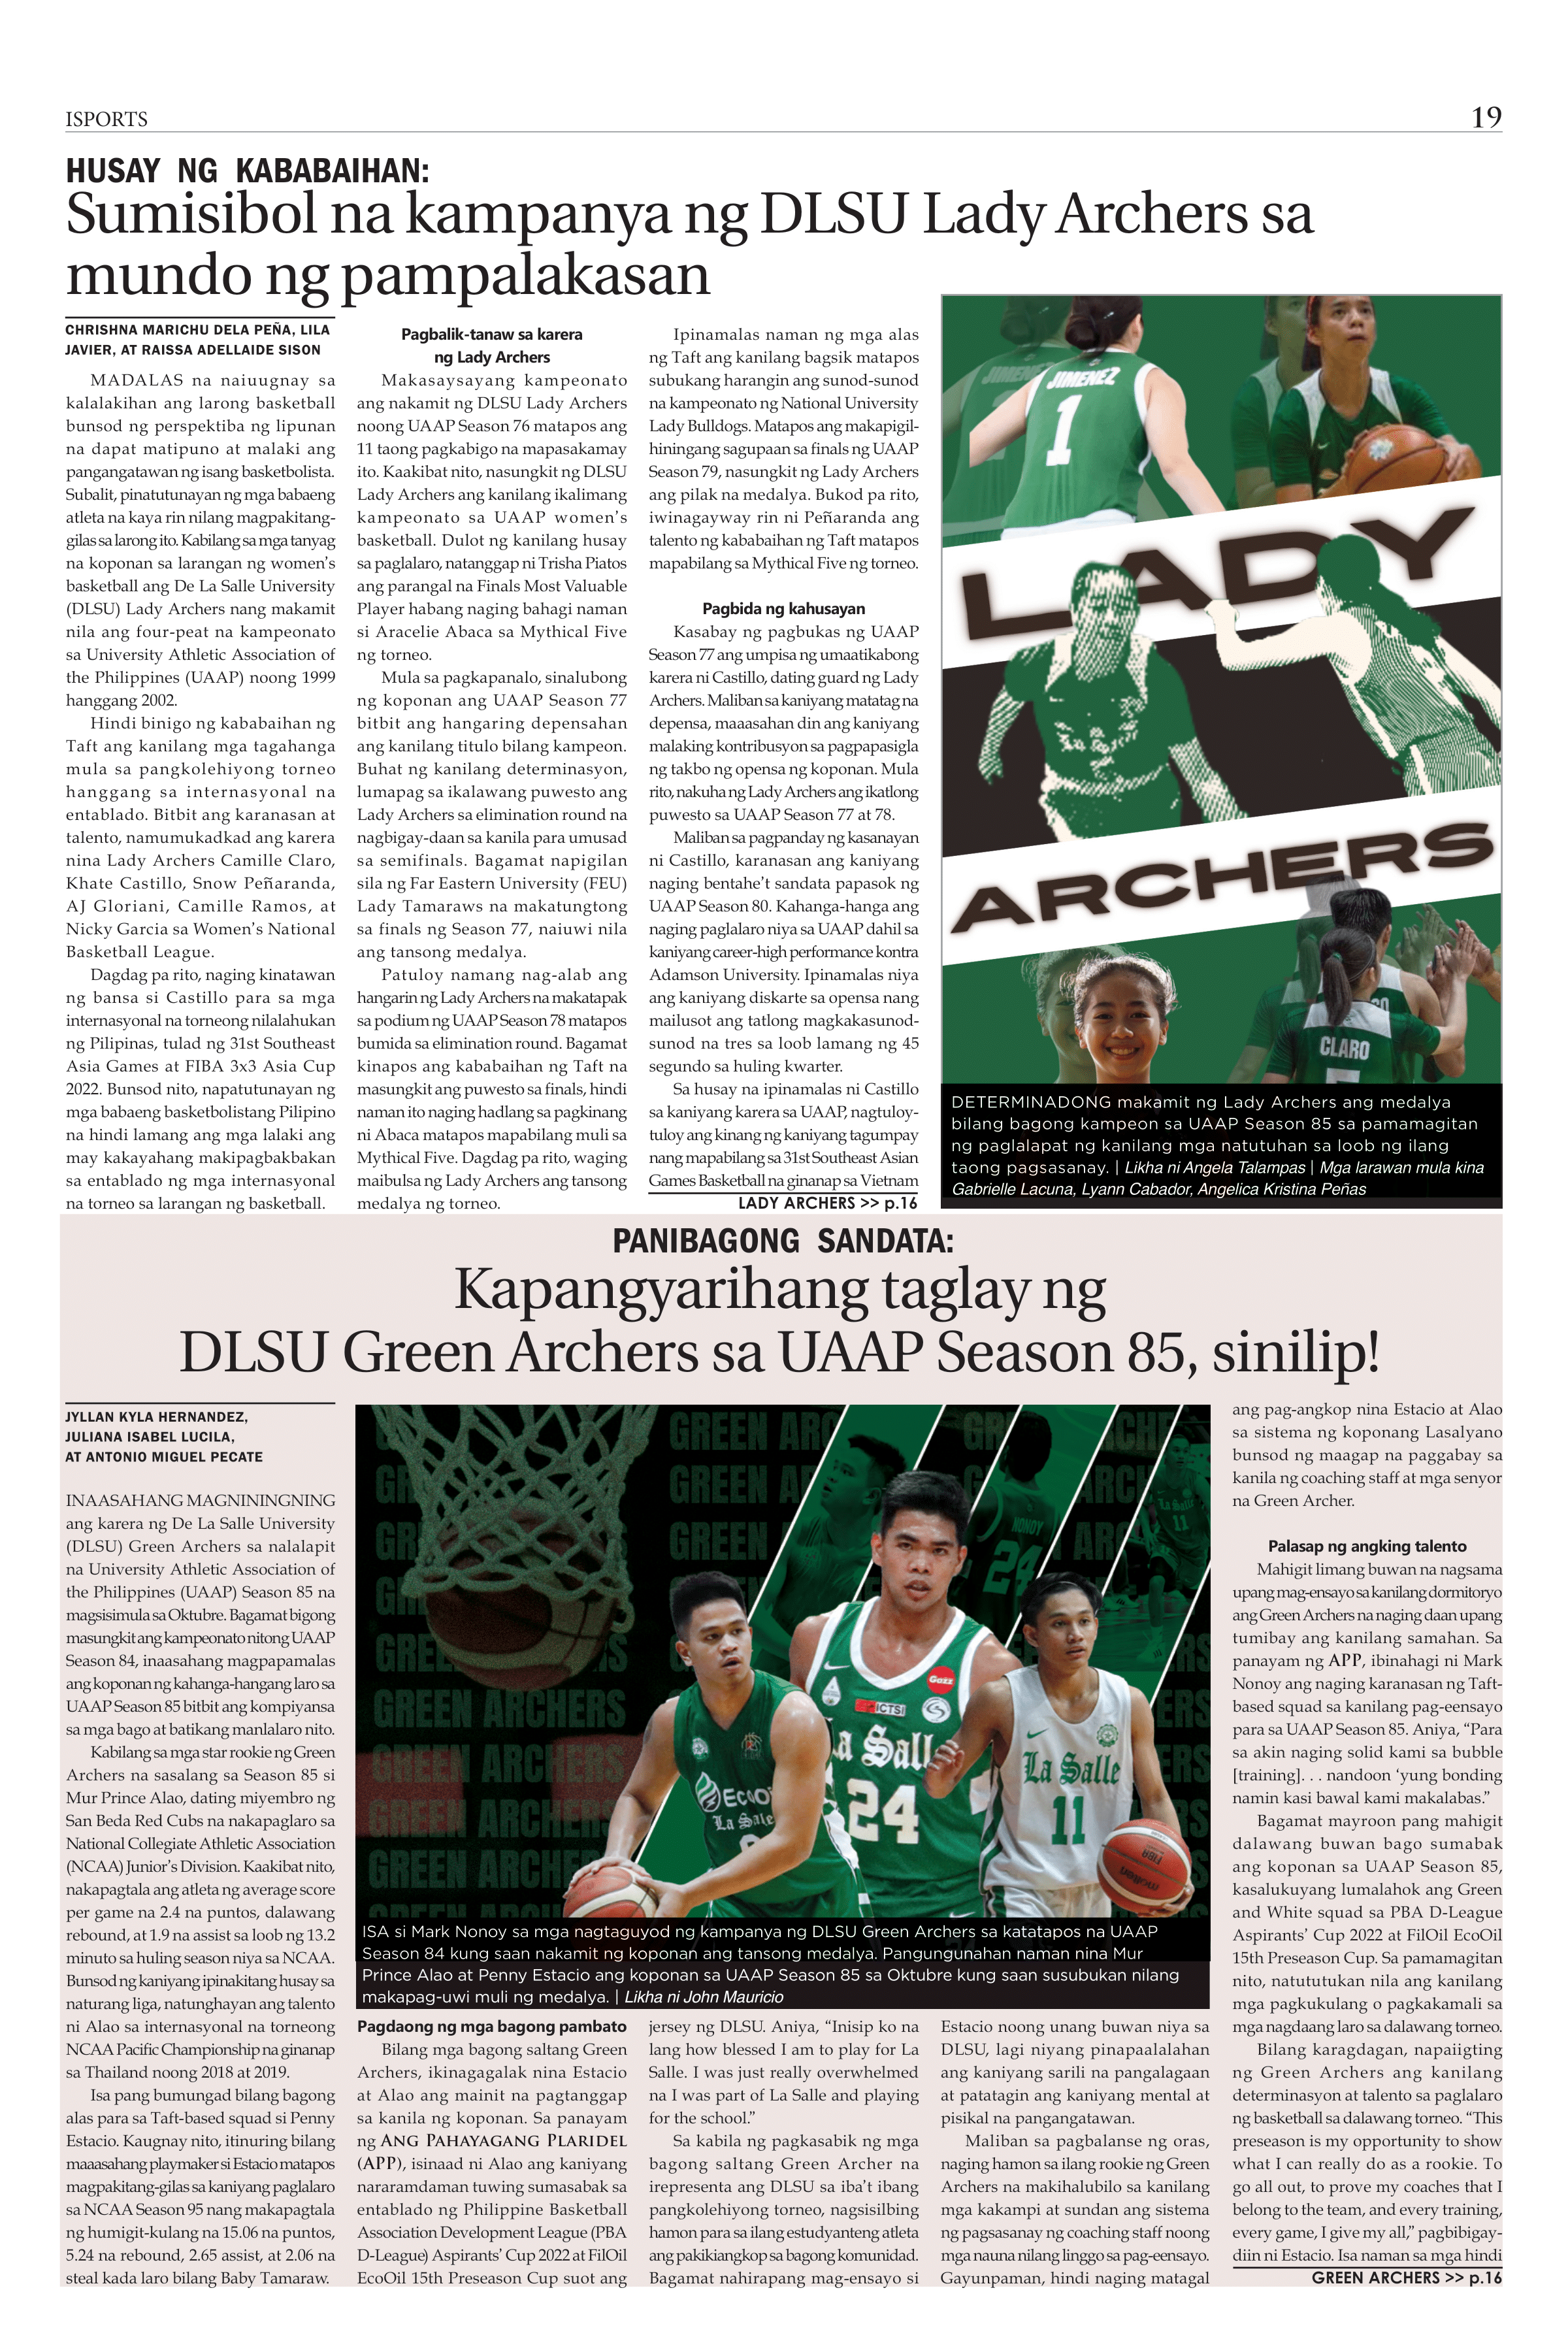 ISPORTS
19
HUSAY NG KABABAIHAN:
Sumisibol na kampanya ng DLSU Lady Archers sa
mundo ng pampalakasan
CHRISHNA MARICHU DELA PEÑA, LILA
JAVIER, AT RAISSA ADELLAIDE SISON
MADALAS na naiuugnay sa
kalalakihan ang larong basketball
bunsod ng perspektiba ng lipunan
na dapat matipuno at malaki ang
pangangatawan ng isang basketbolista.
Subalit, pinatutunayan ng mga babaeng
atleta na kaya rin nilang magpakitang-
gilas sa larong ito. Kabilang sa mga tanyag
na koponan sa larangan ng women's
basketball ang De La Salle University
(DLSU) Lady Archers nang makamit
nila ang four-peat na kampeonato
sa University Athletic Association of
the Philippines (UAAP) noong 1999
hanggang 2002.
Hindi binigo ng kababaihan ng
Taft ang kanilang mga tagahanga
mula sa pangkolehiyong torneo
hanggang sa internasyonal na
entablado. Bitbit ang karanasan at
talento, namumukadkad ang karera
nina Lady Archers Camille Claro,
Khate Castillo, Snow Peñaranda,
AJ Gloriani, Camille Ramos, at
Nicky Garcia sa Women's National
Basketball League.
Dagdag pa rito, naging kinatawan
ng bansa si Castillo para sa mga
internasyonal na torneong nilalahukan
ng Pilipinas, tulad ng 31st Southeast
Asia Games at FIBA 3x3 Asia Cup
2022. Bunsod nito, napatutunayan ng
mga babaeng basketbolistang Pilipino
na hindi lamang ang mga lalaki ang
may kakayahang makipagbakbakan
sa entablado ng mga internasyonal
na torneo sa larangan ng basketball.
Pagbalik-tanaw sa karera
ng Lady Archers
Makasaysayang kampeonato
ang nakamit ng DLSU Lady Archers
noong UAAP Season 76 matapos ang
11 taong pagkabigo na mapasakamay
ito. Kaakibat nito, nasungkit ng DLSU
Lady Archers ang kanilang ikalimang
kampeonato sa UAAP women's
basketball. Dulot ng kanilang husay
sa paglalaro, natanggap ni Trisha Piatos
ang parangal na Finals Most Valuable
Player habang naging bahagi naman
si Aracelie Abaca sa Mythical Five
ng torneo.
Mula sa pagkapanalo, sinalubong
ng koponan ang UAAP Season 77
bitbit ang hangaring depensahan
ang kanilang titulo bilang kampeon.
Buhat ng kanilang determinasyon,
lumapag sa ikalawang puwesto ang
Lady Archers sa elimination round na
nagbigay-daan sa kanila para umusad
sa semifinals. Bagamat napigilan
sila ng Far Eastern University (FEU)
Lady Tamaraws na makatungtong
sa finals ng Season 77, naiuwi nila
ang tansong medalya.
Patuloy namang nag-alab ang
hangarin ng Lady Archers na makatapak
sa podium ng UAAP Season 78 matapos
bumida sa elimination round. Bagamat
kinapos ang kababaihan ng Taft na
masungkit ang puwesto sa finals, hindi
naman ito naging hadlang sa pagkinang
ni Abaca matapos mapabilang muli sa
Mythical Five. Dagdag pa rito, waging
maibulsa ng Lady Archers ang tansong
medalya ng torneo.
Ipinamalas naman ng mga alas
ng Taft ang kanilang bagsik matapos
subukang harangin ang sunod-sunod
na kampeonato ng National University
Lady Bulldogs. Matapos ang makapigil-
hiningang sagupaan sa finals ng UAAP
Season 79, nasungkit ng Lady Archers
ang pilak na medalya. Bukod pa rito,
iwinagayway rin ni Peñaranda ang
talento ng kababaihan ng Taft matapos
mapabilang sa Mythical Five ng torneo.
Pagbida ng kahusayan
Kasabay ng pagbukas ng UAAP
Season 77 ang umpisa ng umaatikabong
karera ni Castillo, dating guard ng Lady
Archers. Maliban sa kaniyang matatag na
depensa, maaasahan din ang kaniyang
malaking kontribusyon sa pagpapasigla
ng takbo ng opensa ng koponan. Mula
rito, nakuha ng Lady Archers ang ikatlong
puwesto sa UAAP Season 77 at 78.
Maliban sa pagpanday ng kasanayan
ni Castillo, karanasan ang kaniyang
naging bentahe't sandata papasok ng
UAAP Season 80. Kahanga-hanga ang
naging paglalaro niya sa UAAP dahil sa
kaniyang career-high performance kontra
Adamson University. Ipinamalas niya
ang kaniyang diskarte sa opensa nang
mailusot ang tatlong magkakasunod-
sunod na tres sa loob lamang ng 45
segundo sa huling kwarter.
Sa husay na ipinamalas ni Castillo
sa kaniyang karera sa UAAP, nagtuloy-
tuloy ang kinang ng kaniyang tagumpay
nang mapabilang sa 31st Southeast Asian
Games Basketball na ginanap sa Vietnam
LADY ARCHERS >> p.16
JIMENEZ
1
LADY
ARCHERS
CLARO
5
DETERMINADONG makamit ng Lady Archers ang medalya
bilang bagong kampeon sa UAAP Season 85 sa pamamagitan
ng paglalapat ng kanilang mga natutuhan sa loob ng ilang
taong pagsasanay. | Likha ni Angela Talampas | Mga larawan mula kina
Gabrielle Lacuna, Lyann Cabador, Angelica Kristina Peñas
PANIBAGONG SANDATA:
Kapangyarihang taglay ng
DLSU Green Archers sa UAAP Season 85, sinilip!
JYLLAN KYLA HERNANDEZ,
JULIANA ISABEL LUCILA,
AT ANTONIO MIGUEL PECATE
INAASAHANG MAGNININGNING
ang karera ng De La Salle University
(DLSU) Green Archers sa nalalapit
na University Athletic Association of
the Philippines (UAAP) Season 85 na
magsisimula sa Oktubre. Bagamat bigong
masungkit ang kampeonato nitong UAAP
Season 84, inaasahang magpapamalas
ang koponan ng kahanga-hangang laro sa
UAAP Season 85 bitbit ang kompiyansa
sa mga bago at batikang manlalaro nito.
Kabilang sa mga star rookie ng Green
Archers na sasalang sa Season 85 si
Mur Prince Alao, dating miyembro ng
San Beda Red Cubs na nakapaglaro sa
National Collegiate Athletic Association
(NCAA) Junior's Division. Kaakibat nito,
nakapagtala ang atleta ng average score
per game na 2.4 na puntos, dalawang
rebound, at 1.9 na assist sa loob ng 13.2
minuto sa huling season niya sa NCAA.
Bunsod ng kaniyang ipinakitang husay sa
naturang liga, natunghayan ang talento
ni Alao sa internasyonal na torneong
NCAA Pacific Championship na ginanap
sa Thailand noong 2018 at 2019.
Isa pang bumungad bilang bagong
alas para sa Taft-based squad si Penny
Estacio. Kaugnay nito, itinuring bilang
maaasahang playmaker si Estacio matapos
magpakitang-gilas sa kaniyang paglalaro
sa NCAA Season 95 nang makapagtala
ng humigit-kulang na 15.06 na puntos,
5.24 na rebound, 2.65 assist, at 2.06 na
steal kada laro bilang Baby Tamaraw.
GREEN ARCHERS
GREEN ARCHERS
GREEN ARCHERS
GREEN ARCHERS
NONOY
24
La Salle
11
Gazz
ICTSI
La Salle
24
EcoOil
La Salle
La Salle
11
molten
FIBA
ISA si Mark Nonoy sa mga nagtaguyod ng kampanya ng DLSU Green Archers sa katatapos na UAAP
Season 84 kung saan nakamit ng koponan ang tansong medalya. Pangungunahan naman nina Mur
Prince Alao at Penny Estacio ang koponan sa UAAP Season 85 sa Oktubre kung saan susubukan nilang
makapag-uwi muli ng medalya. | Likha ni John Mauricio
Pagdaong ng mga bagong pambato
Bilang mga bagong saltang Green
Archers, ikinagagalak nina Estacio
at Alao ang mainit na pagtanggap
sa kanila ng koponan. Sa panayam
ng ANG PAHAYAGANG PLARIDEL
(APP), isinaad ni Alao ang kaniyang
nararamdaman tuwing sumasabak sa
entablado ng Philippine Basketball
Association Development League (PBA
D-League) Aspirants' Cup 2022 at FilOil
EcoOil 15th Preseason Cup suot ang
jersey ng DLSU. Aniya, “Inisip ko na
lang how blessed I am to play for La
Salle. I was just really overwhelmed
na I was part of La Salle and playing
for the school.”
Sa kabila ng pagkasabik ng mga
bagong saltang Green Archer na
irepresenta ang DLSU sa iba't ibang
pangkolehiyong torneo, nagsisilbing
hamon para sa ilang estudyanteng atleta
ang pakikiangkop sa bagong komunidad.
Bagamat nahirapang mag-ensayo si
Estacio noong unang buwan niya sa
DLSU, lagi niyang pinapaalalahan
ang kaniyang sarili na pangalagaan
at patatagin ang kaniyang mental at
pisikal na pangangatawan.
Maliban sa pagbalanse ng oras,
naging hamon sa ilang rookie ng Green
Archers na makihalubilo sa kanilang
mga kakampi at sundan ang sistema
ng pagsasanay ng coaching staff noong
mga nauna nilang linggo sa pag-eensayo.
Gayunpaman, hindi naging matagal
ang pag-angkop nina Estacio at Alao
sa sistema ng koponang Lasalyano
bunsod ng maagap na paggabay sa
kanila ng coaching staff at mga senyor
na Green Archer.
Palasap ng angking talento
Mahigit limang buwan na nagsama
upang mag-ensayo sa kanilang dormitoryo
ang Green Archers na naging daan upang
tumibay ang kanilang samahan. Sa
panayam ng APP, ibinahagi ni Mark
Nonoy ang naging karanasan ng Taft-
based squad sa kanilang pag-eensayo
para sa UAAP Season 85. Aniya, “Para
sa akin naging solid kami sa bubble
[training]. . . nandoon ‘yung bonding
namin kasi bawal kami makalabas.”
Bagamat mayroon pang mahigit
dalawang buwan bago sumabak
ang koponan sa UAAP Season 85,
kasalukuyang lumalahok ang Green
and White squad sa PBA D-League
Aspirants' Cup 2022 at FilOil EcoOil
15th Preseason Cup. Sa pamamagitan
nito, natututukan nila ang kanilang
mga pagkukulang o pagkakamali sa
mga nagdaang laro sa dalawang torneo.
Bilang karagdagan, napaiigting
ng Green Archers ang kanilang
determinasyon at talento sa paglalaro
ng basketball sa dalawang torneo. “This
preseason is my opportunity to show
what I can really do as a rookie. To
go all out, to prove my coaches that I
belong to the team, and every training,
every game, I give my all,” pagbibigay-
diin ni Estacio. Isa naman sa mga hindi
GREEN ARCHERS >> p.16